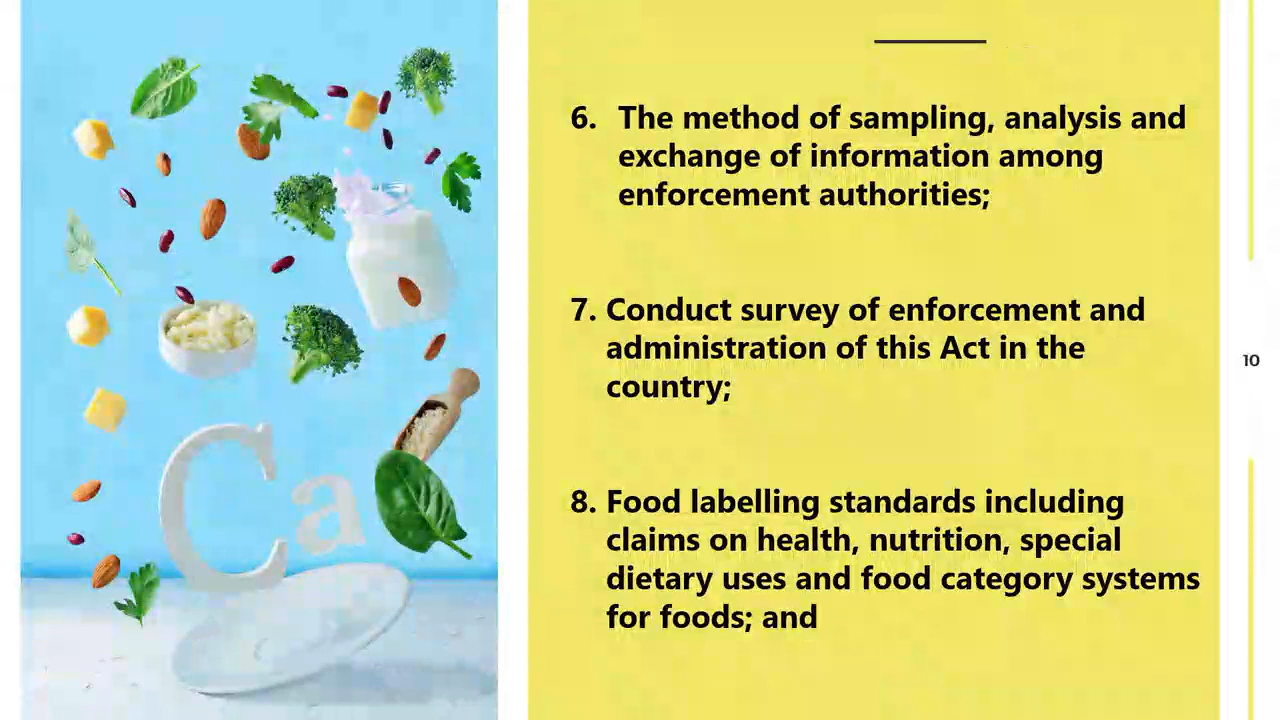 6. The method of sampling, analysis and
exchange of information among
enforcement authorities;
7. Conduct survey of enforcement and
administration of this Act in the
country;
8. Food labelling standards including
claims on health, nutrition, special
dietary uses and food category systems
for foods; and
10
Ca